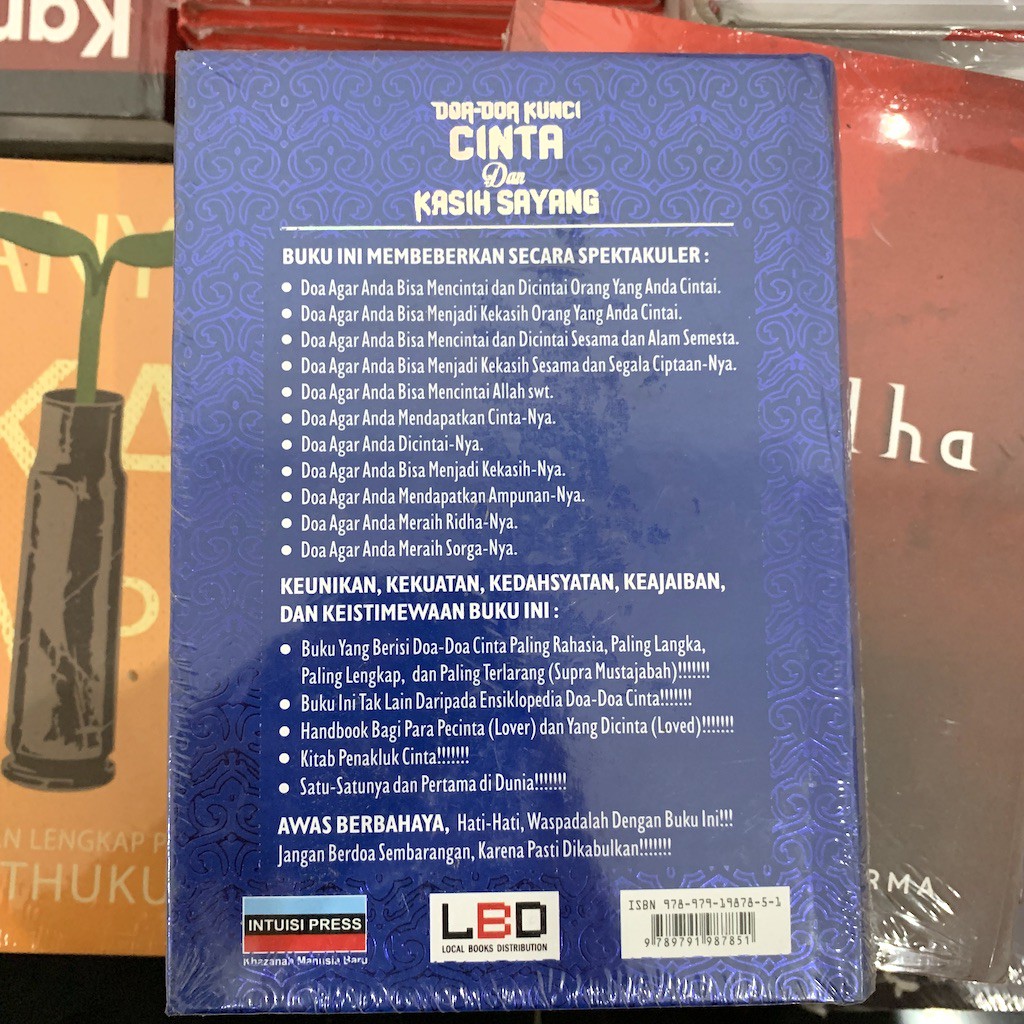 DOA-DOA KUNCI
CINTA
Dan
KASIH SAYANG
BUKU INI MEMBEBERKAN SECARA SPEKTAKULER :
• Doa Agar Anda Bisa Mencintai dan Dicintai Orang Yang Anda Cintai.
• Doa Agar Anda Bisa Menjadi Kekasih Orang Yang Anda Cintai.
• Doa Agar Anda Bisa Mencintai dan Dicintai Sesama dan Alam Semesta.
• Doa Agar Anda Bisa Menjadi Kekasih Sesama dan Segala Ciptaan-Nya.
• Doa Agar Anda Bisa Mencintai Allah swt.
• Doa Agar Anda Mendapatkan Cinta-Nya.
• Doa Agar Anda Dicintai-Nya.
• Doa Agar Anda Bisa Menjadi Kekasih-Nya.
• Doa Agar Anda Mendapatkan Ampunan-Nya.
• Doa Agar Anda Meraih Ridha-Nya.
• Doa Agar Anda Meraih Sorga-Nya.
KEUNIKAN, KEKUATAN, KEDAHSYATAN, KEAJAIBAN,
DAN KEISTIMEWAAN BUKU INI :
• Buku Yang Berisi Doa-Doa Cinta Paling Rahasia, Paling Langka,
Paling Lengkap, dan Paling Terlarang (Supra Mustajabah)!!!!!!!
• Buku Ini Tak Lain Daripada Ensiklopedia Doa-Doa Cinta!!!!!!!
• Handbook Bagi Para Pecinta (Lover) dan Yang Dicinta (Loved)!!!!!!!
• Kitab Penakluk Cinta!!!!!!!
• Satu-Satunya dan Pertama di Dunia!!!!!!!
AWAS BERBAHAYA, Hati-Hati, Waspadalah Dengan Buku Ini!!!
Jangan Berdoa Sembarangan, Karena Pasti Dikabulkan!!!!!!!
INTUISI PRESS
Khazanah Manusia Baru
LBD
LOCAL BOOKS DISTRIBUTION
ISBN 978-979-19878-5-1
9 789791 987851
LENGKAP
THUKU
lha
RMA